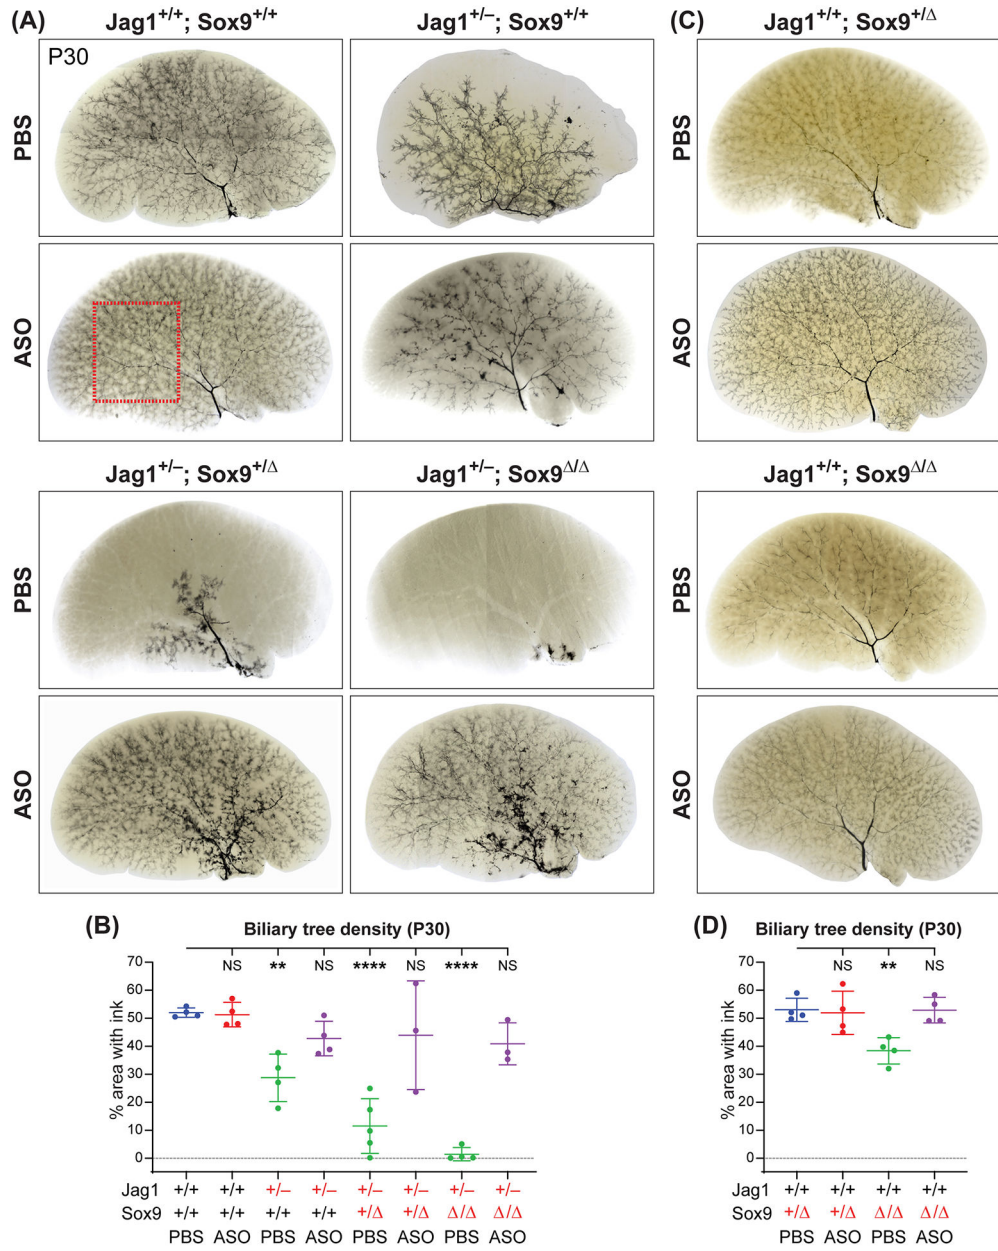 (A) Jag1+/+; Sox9+/+ Jag1+/–; Sox9+/+ (C) Jag1+/+; Sox9+/Δ
P30
PBS
ASO
Jag1+/–; Sox9+/Δ Jag1+/–; Sox9Δ/Δ Jag1+/+; Sox9Δ/Δ
PBS
PBS
ASO
ASO
PBS
PBS
ASO
ASO
(B) Biliary tree density (P30)
NS ** NS **** NS **** NS
70
60
50
40
30
20
10
0
% area with ink
Jag1 +/+ +/+ +/– +/– +/– +/– +/– +/–
Sox9 +/+ +/+ +/+ +/+ +/Δ +/Δ Δ/Δ Δ/Δ
PBS ASO PBS ASO PBS ASO PBS ASO
(D) Biliary tree density (P30)
NS ** NS
70
60
50
40
30
20
10
0
% area with ink
Jag1 +/+ +/+ +/+ +/+
Sox9 +/Δ +/Δ Δ/Δ Δ/Δ
PBS ASO PBS ASO